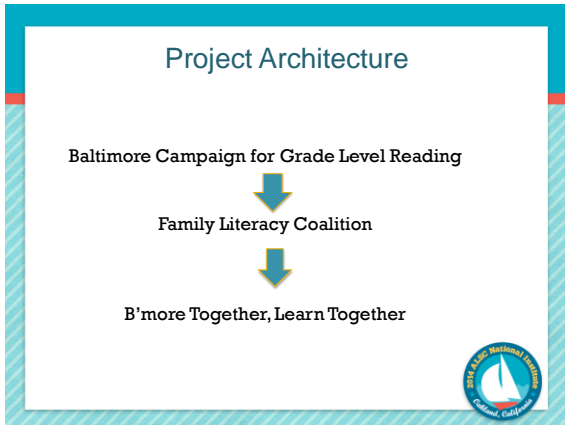 Project Architecture
Baltimore Campaign for Grade Level Reading
Family Literacy Coalition
B'more Together, Learn Together
2014 ALSC National Institute
Oakland, California